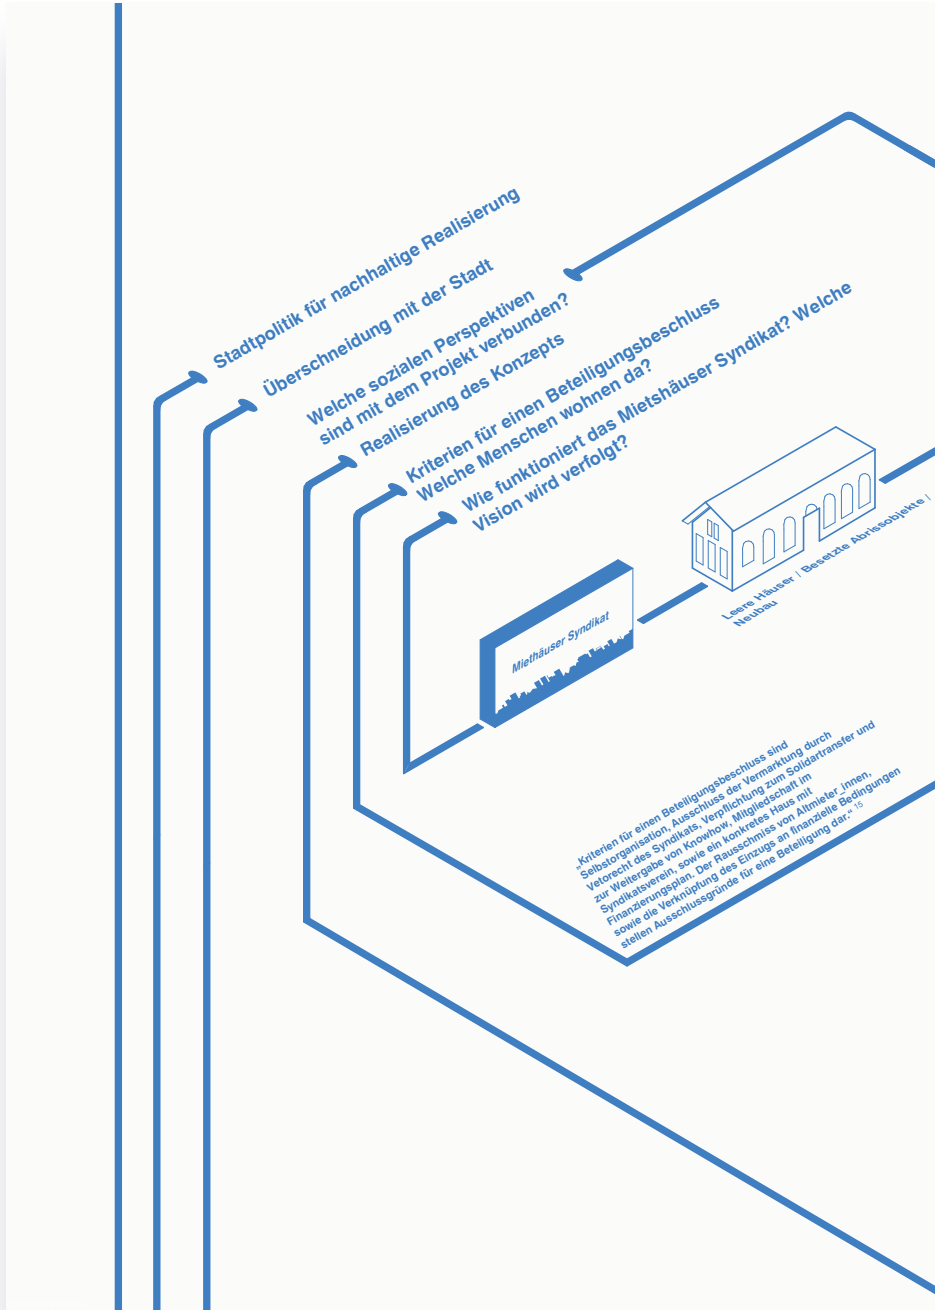 Stadtpolitik für nachhaltige Realisierung
Überschneidung mit der Stadt
Welche sozialen Perspektiven
sind mit dem Projekt verbunden?
Realisierung des Konzepts
Kriterien für einen Beteiligungsbeschluss
Welche Menschen wohnen da?
Wie funktioniert das Mietshäuser Syndikat? Welche
Vision wird verfolgt?
Miethäuser Syndikat
Leere Häuser | Besetzte Abrissobjekte |
Neubau
„Kriterien für einen Beteiligungsbeschluss sind
Selbstorganisation, Ausschluss der Vermarktung durch
Vetorecht des Syndikats, Verpflichtung zum Solidartransfer und
zur Weitergabe von Knowhow, Mitgliedschaft im
Syndikatsverein, sowie ein konkretes Haus mit
Finanzierungsplan. Der Rausschmiss von Altmieter_innen,
sowie die Verknüpfung des Einzugs an finanzielle Bedingungen
stellen Ausschlussgründe für eine Beteiligung dar.“ 15